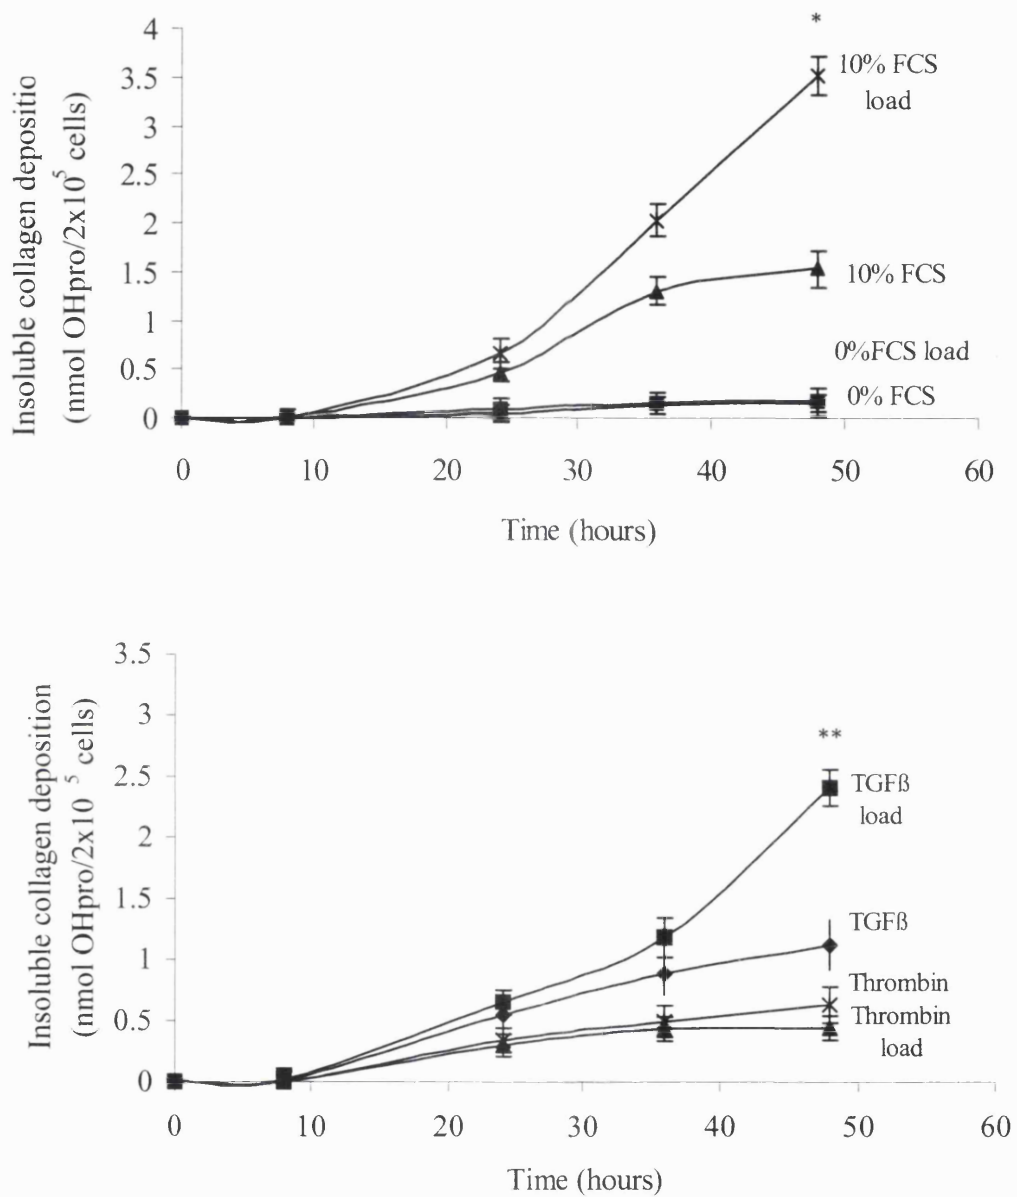 *
4
3.5
3
2.5
2
1.5
1
0.5
0
Insoluble collagen depositio
(nmol OHpro/2x10⁵ cells)
10% FCS
load
10% FCS
0%FCS load
0% FCS
0 10 20 30 40 50 60
Time (hours)
3.5
3
2.5
2
1.5
1
0.5
0
Insoluble collagen deposition
(nmol OHpro/2x10 ⁵ cells)
**
TGFß
load
TGFß
Thrombin
Thrombin
load
0 10 20 30 40 50 60
Time (hours)